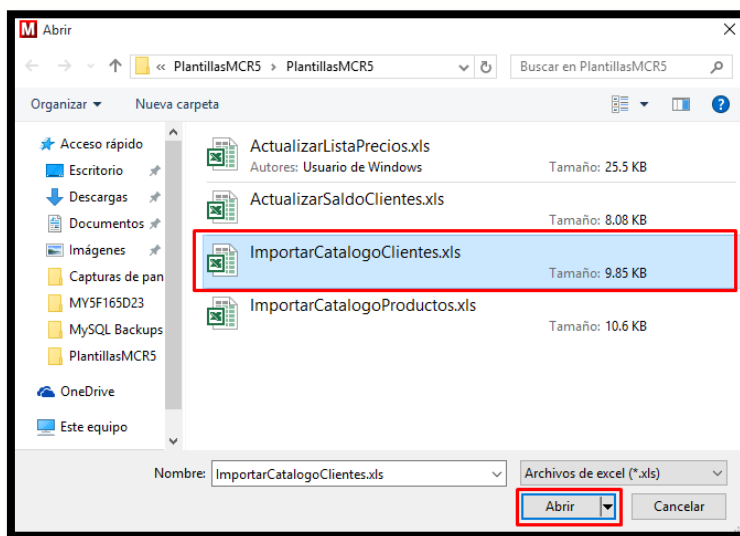 M Abrir
« PlantillasMCR5 > PlantillasMCR5
Buscar en PlantillasMCR5
Organizar
Nueva carpeta
?
Acceso rápido
Escritorio
Descargas
Documentos
Imágenes
Capturas de pan
MY5F165D23
MySQL Backups
PlantillasMCR5
OneDrive
Este equipo
ActualizarListaPrecios.xls
Autores: Usuario de Windows
Tamaño: 25.5 KB
ActualizarSaldoClientes.xls
Tamaño: 8.08 KB
ImportarCatalogoClientes.xls
Tamaño: 9.85 KB
ImportarCatalogoProductos.xls
Tamaño: 10.6 KB
Nombre: ImportarCatalogoClientes.xls
Archivos de excel (*.xls)
Abrir
Cancelar